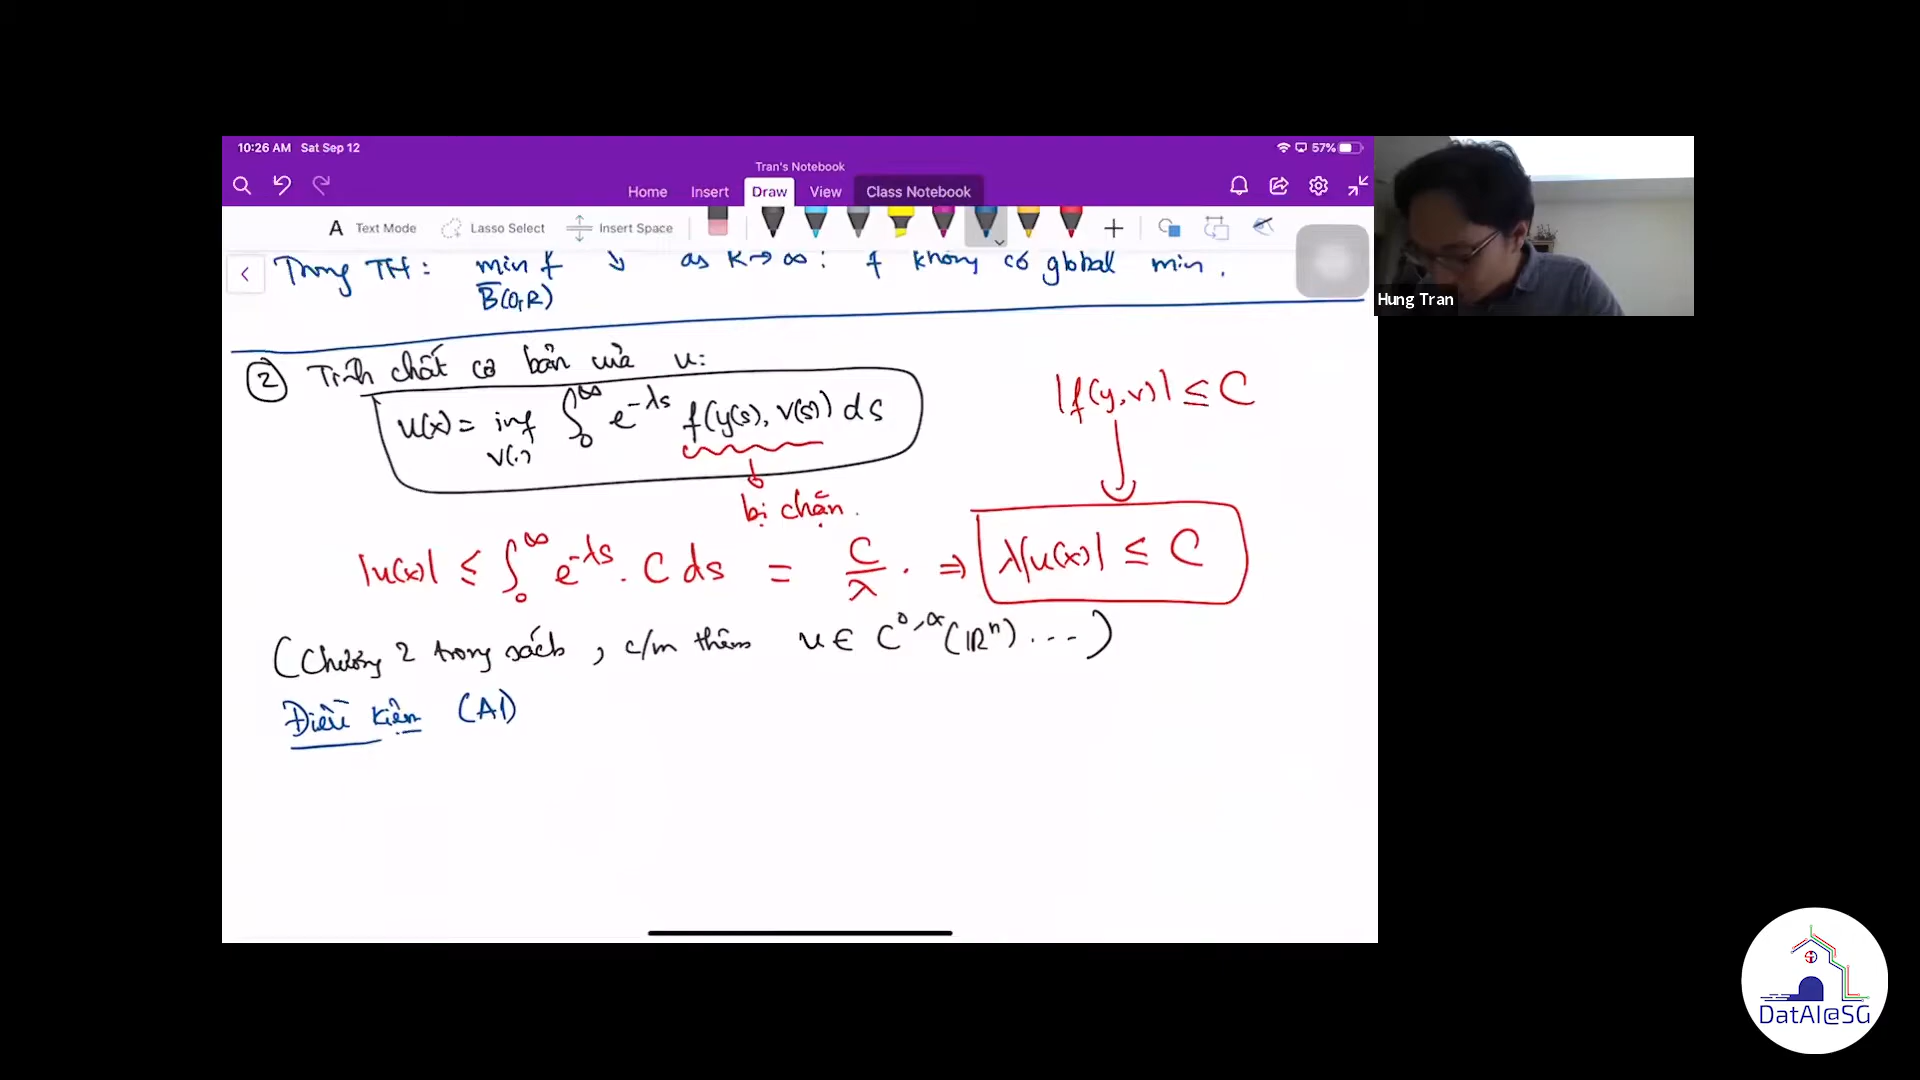 10:26 AM Sat Sep 12
57%
Tran's Notebook
Home Insert Draw View Class Notebook
A Text Mode Lasso Select Insert Space
Trong TH : min f ↘ as R → ∞ : f không có global min .
B̅(0,R)
② Tính chất cơ bản của u:
u(x) = inf ∫₀^∞ e^{-λs} f(y(s), v(s)) ds
v(.)
|f(y,v)| ≤ C
bị chặn .
|u(x)| ≤ ∫₀^∞ e^{-λs} . C ds = C/λ . ⇒ λ|u(x)| ≤ C
(Chương 2 trong sách , c/m thêm u ∈ C^{0,α}(ℝⁿ) ... )
Điều kiện (A1)
Hung Tran
DatAI@SG